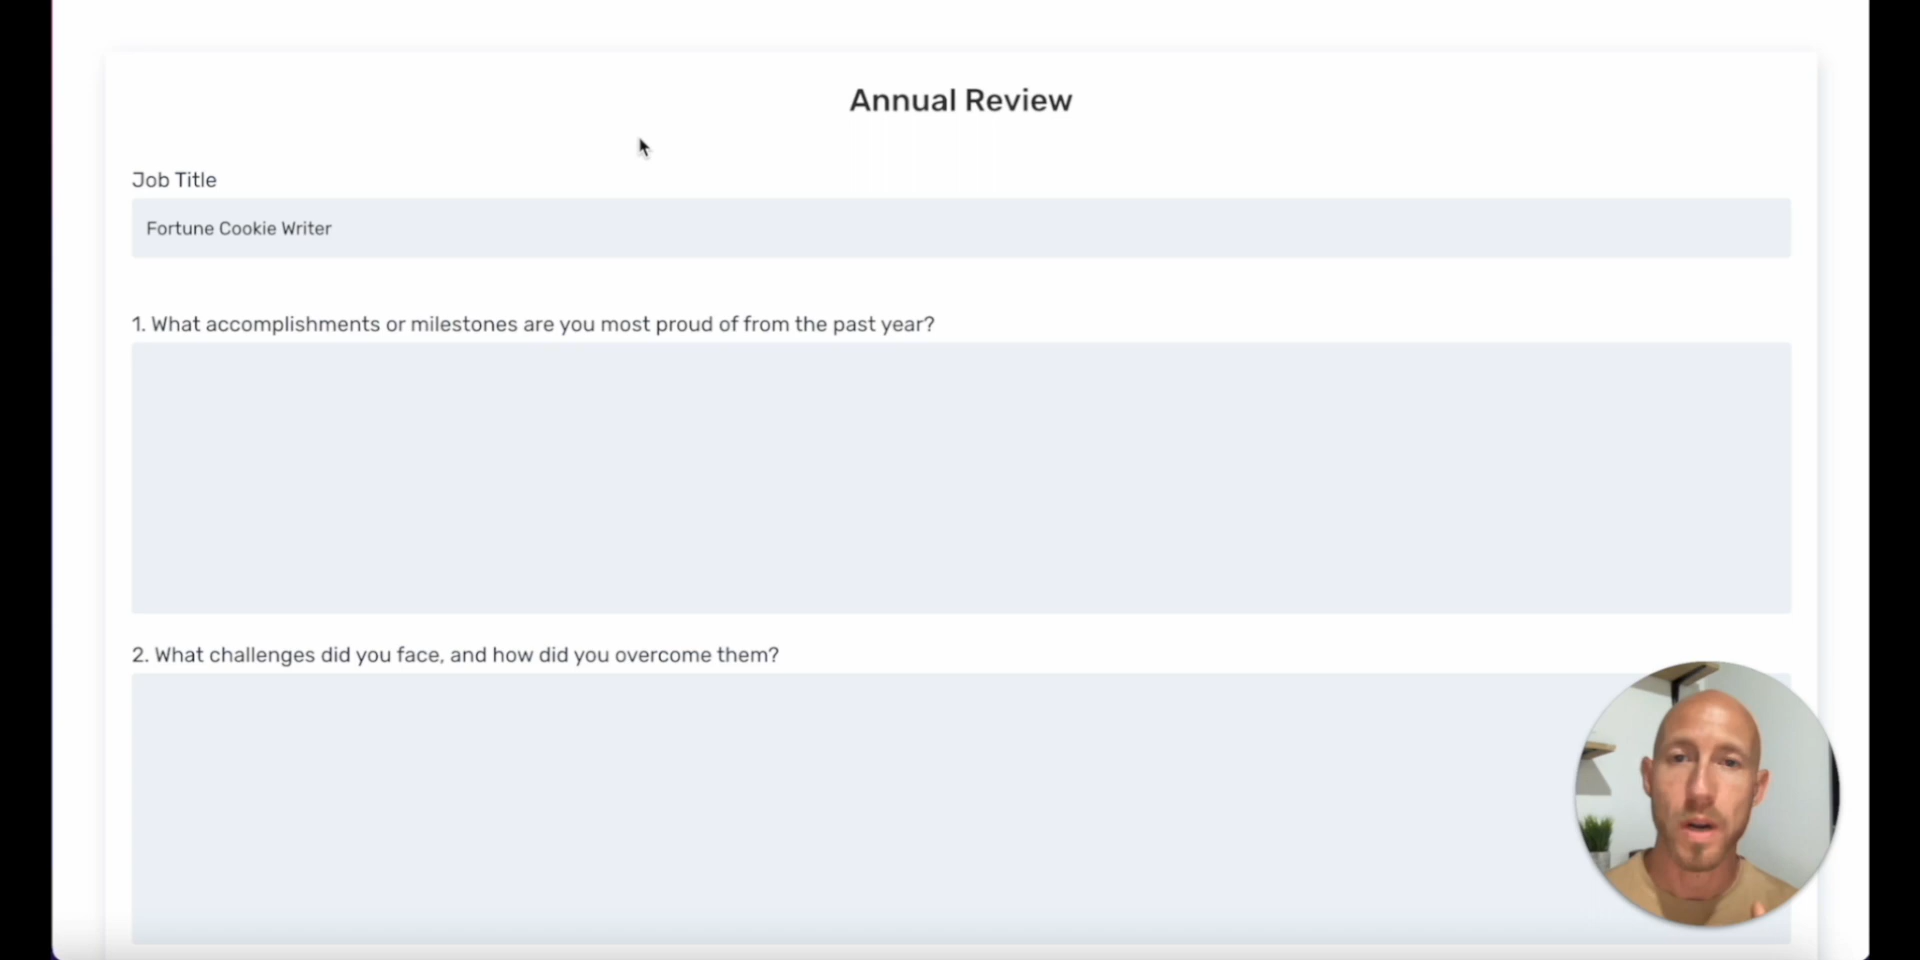 Annual Review
Job Title
Fortune Cookie Writer
1. What accomplishments or milestones are you most proud of from the past year?
2. What challenges did you face, and how did you overcome them?